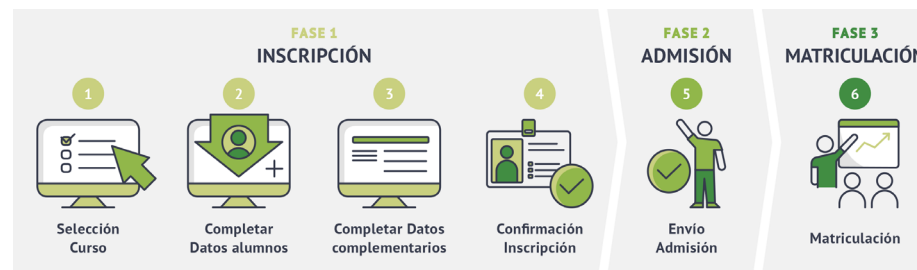 FASE 1
INSCRIPCIÓN
FASE 2
ADMISIÓN
FASE 3
MATRICULACIÓN
1
2
3
4
5
6
Selección
Curso
Completar
Datos alumnos
Completar Datos
complementarios
Confirmación
Inscripción
Envío
Admisión
Matriculación